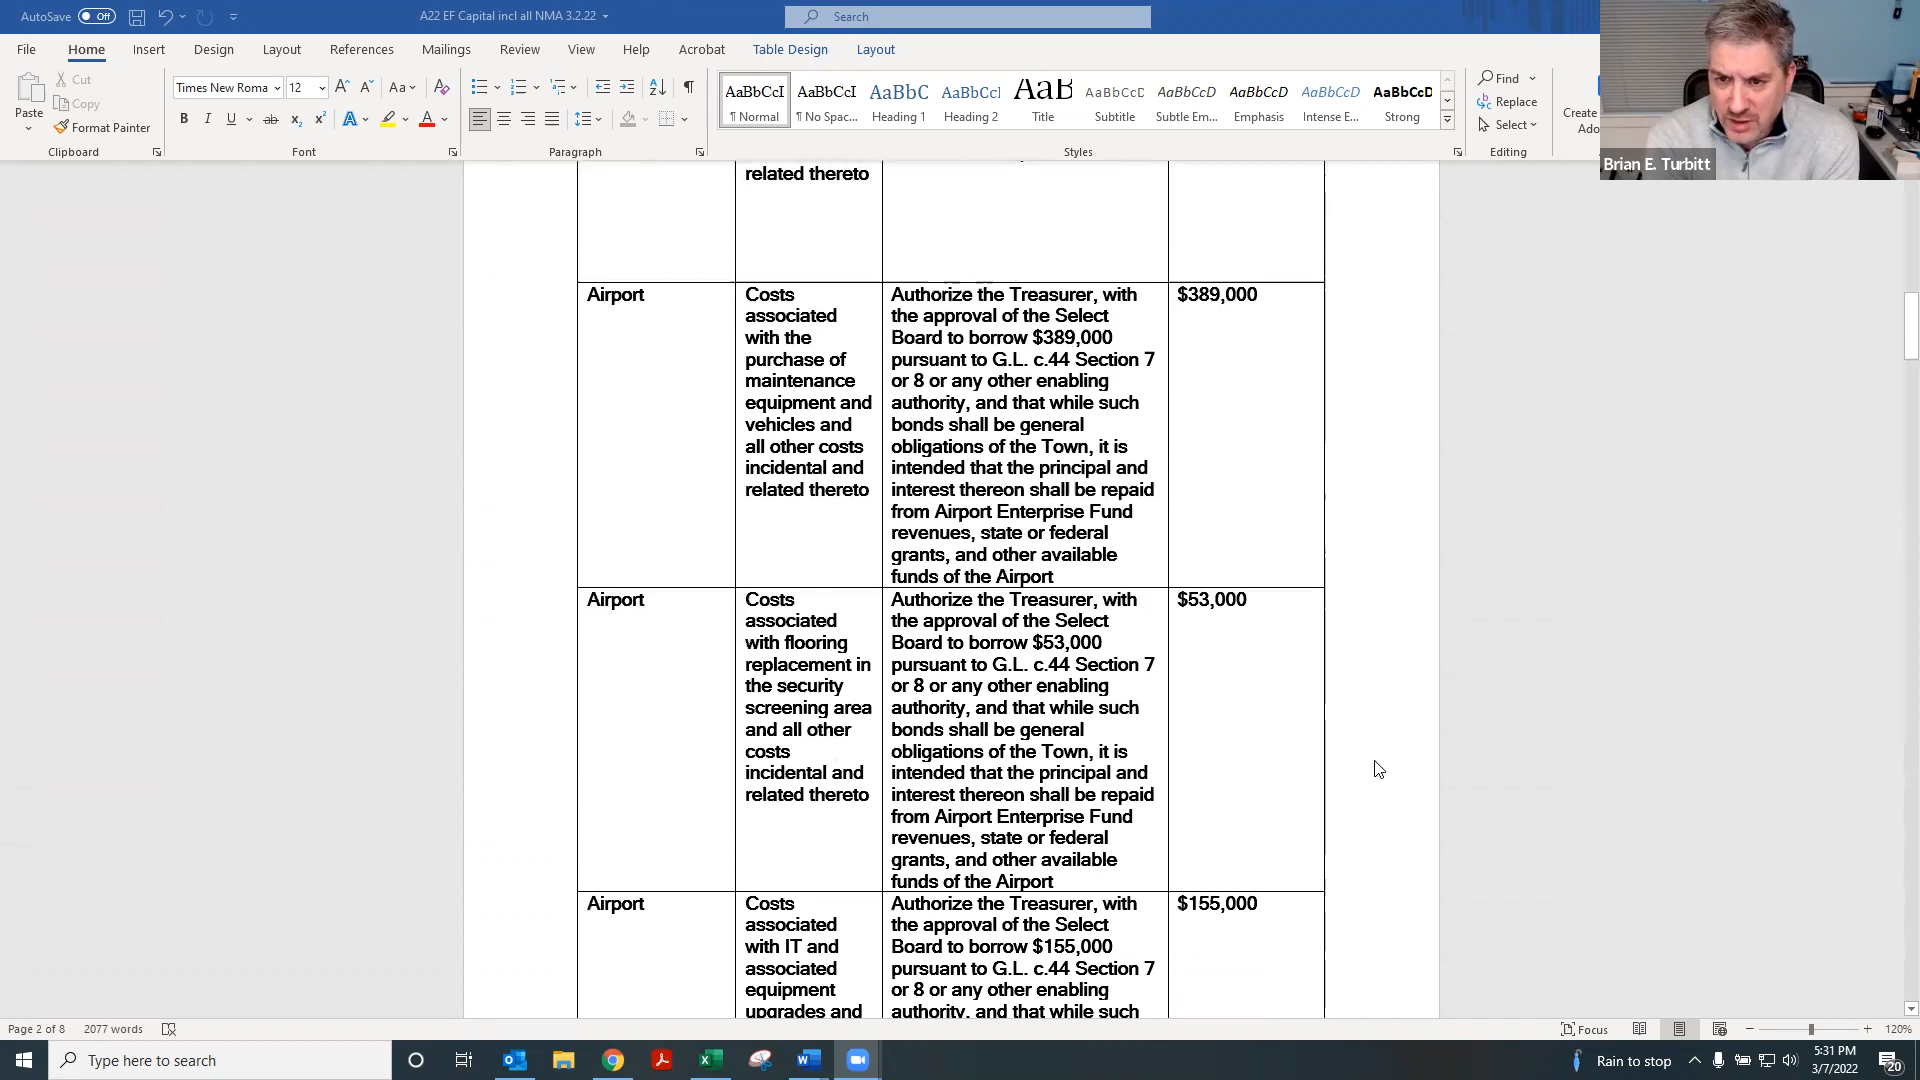 AutoSave Off A22 EF Capital incl all NMA 3.2.22 Search
File Home Insert Design Layout References Mailings Review View Help Acrobat Table Design Layout
Paste
Cut
Copy
Format Painter
Clipboard
Times New Roma 12
Font
Paragraph
AaBbCcI AaBbCcI AaBbC AaBbCcI AaB AaBbCcD AaBbCcD AaBbCcD AaBbCcD AaBbCcD
¶ Normal ¶ No Spac... Heading 1 Heading 2 Title Subtitle Subtle Em... Emphasis Intense E... Strong
Styles
Find
Replace
Select
Editing
Create
Ado
Brian E. Turbitt
related thereto
Airport
Costs
associated
with the
purchase of
maintenance
equipment and
vehicles and
all other costs
incidental and
related thereto
Authorize the Treasurer, with
the approval of the Select
Board to borrow $389,000
pursuant to G.L. c.44 Section 7
or 8 or any other enabling
authority, and that while such
bonds shall be general
obligations of the Town, it is
intended that the principal and
interest thereon shall be repaid
from Airport Enterprise Fund
revenues, state or federal
grants, and other available
funds of the Airport
$389,000
Airport
Costs
associated
with flooring
replacement in
the security
screening area
and all other
costs
incidental and
related thereto
Authorize the Treasurer, with
the approval of the Select
Board to borrow $53,000
pursuant to G.L. c.44 Section 7
or 8 or any other enabling
authority, and that while such
bonds shall be general
obligations of the Town, it is
intended that the principal and
interest thereon shall be repaid
from Airport Enterprise Fund
revenues, state or federal
grants, and other available
funds of the Airport
$53,000
Airport
Costs
associated
with IT and
associated
equipment
upgrades and
Authorize the Treasurer, with
the approval of the Select
Board to borrow $155,000
pursuant to G.L. c.44 Section 7
or 8 or any other enabling
authority, and that while such
$155,000
Page 2 of 8 2077 words Focus 120%
Type here to search Rain to stop 5:31 PM
3/7/2022 20